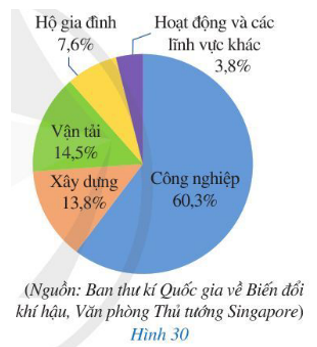 Hộ gia đình
7,6%
Hoạt động và các
lĩnh vực khác
3,8%
Vận tải
14,5%
Xây dựng
13,8%
Công nghiệp
60,3%
(Nguồn: Ban thư kí Quốc gia về Biến đổi
khí hậu, Văn phòng Thủ tướng Singapore)
Hình 30